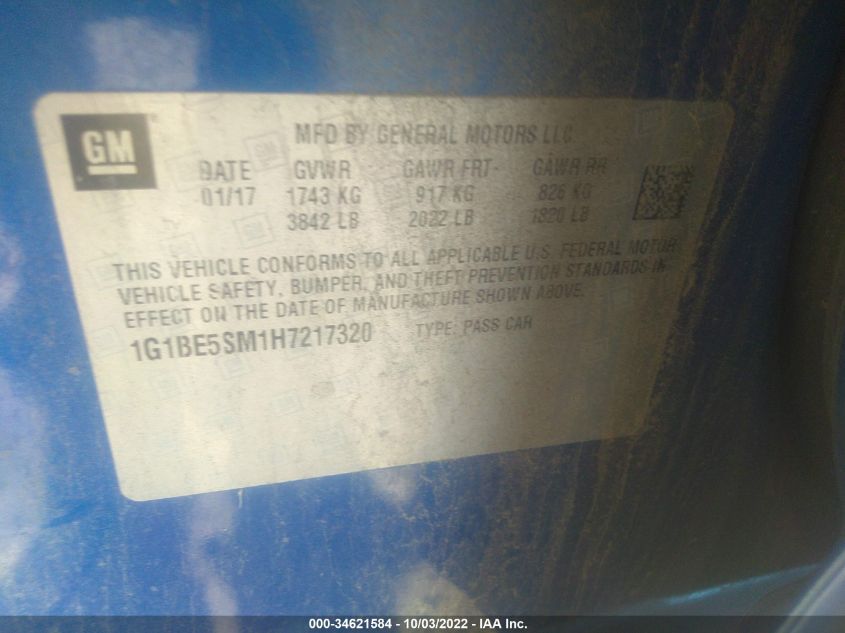 GM
MFD BY GENERAL MOTORS LLC
DATE GVWR GAWR FRT GAWR RR
01/17 1743 KG 917 KG 826 KG
3842 LB 2022 LB 1820 LB
THIS VEHICLE CONFORMS TO ALL APPLICABLE U.S. FEDERAL MOTOR
VEHICLE SAFETY, BUMPER, AND THEFT PREVENTION STANDARDS IN
EFFECT ON THE DATE OF MANUFACTURE SHOWN ABOVE.
1G1BE5SM1H7217320 TYPE: PASS CAR
000-34621584 - 10/03/2022 - IAA Inc.